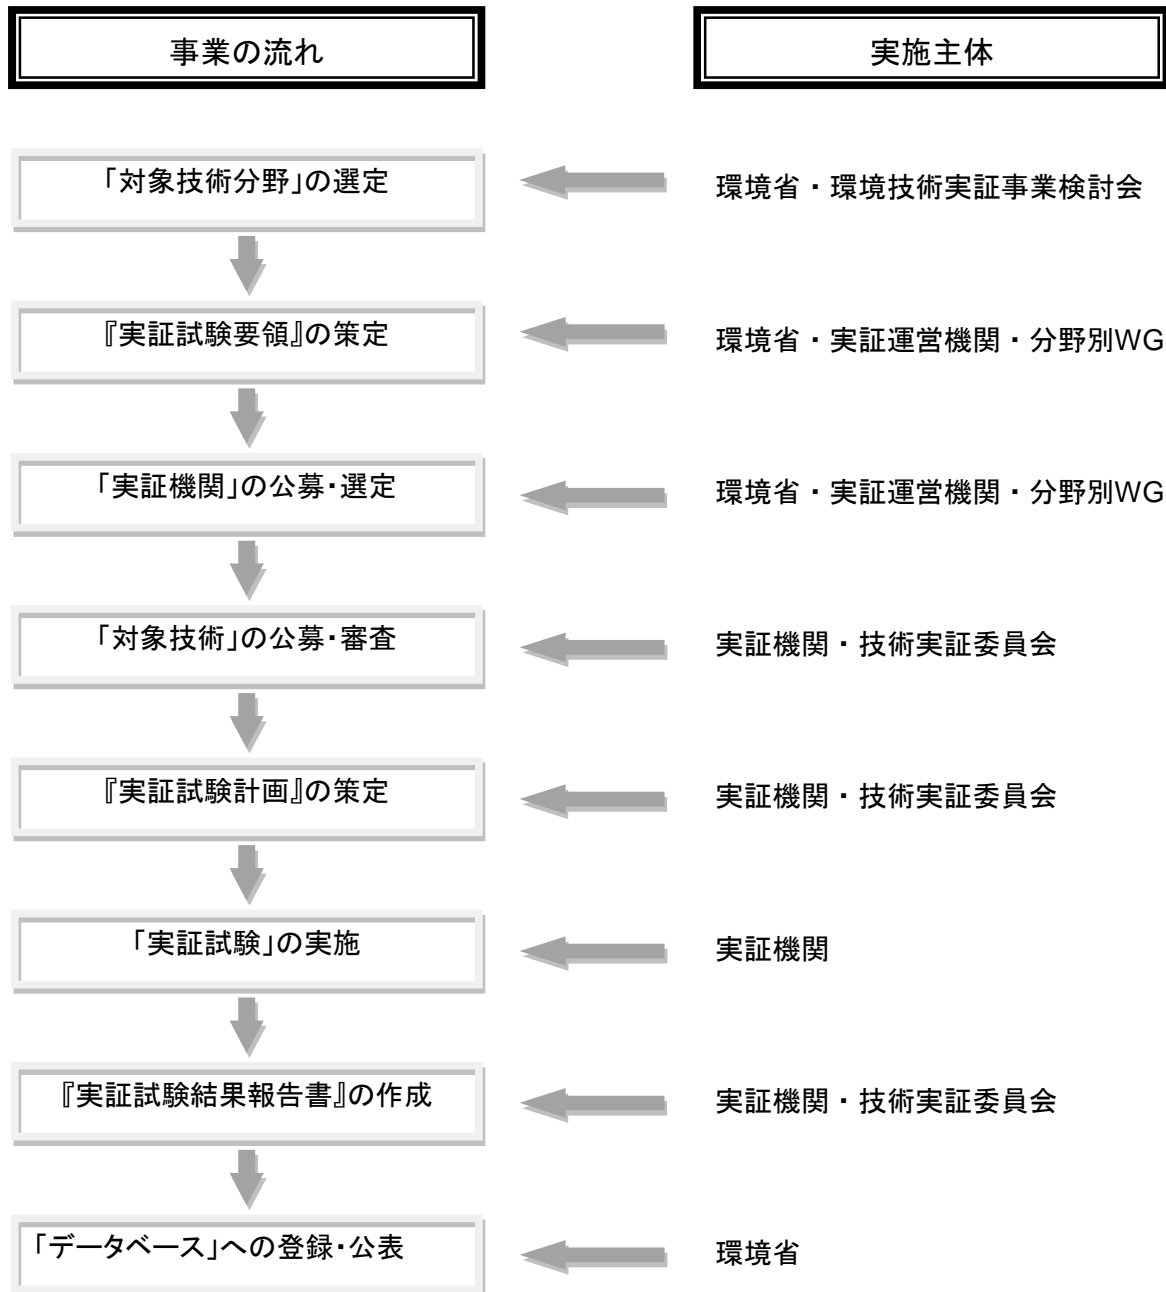 事業の流れ
実施主体
「対象技術分野」の選定
環境省・環境技術実証事業検討会
『実証試験要領』の策定
環境省・実証運営機関・分野別WG
「実証機関」の公募・選定
環境省・実証運営機関・分野別WG
「対象技術」の公募・審査
実証機関・技術実証委員会
『実証試験計画』の策定
実証機関・技術実証委員会
「実証試験」の実施
実証機関
『実証試験結果報告書』の作成
実証機関・技術実証委員会
「データベース」への登録・公表
環境省